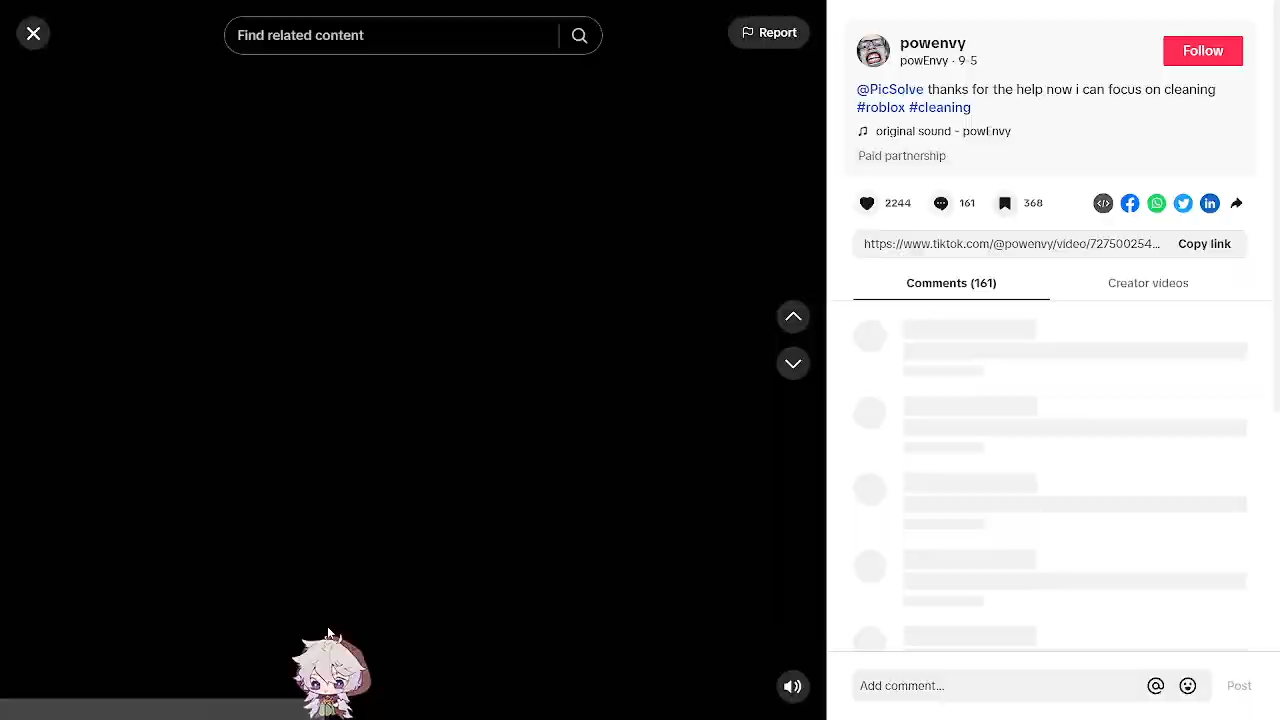 Find related content
Report
powenvy
powEnvy · 9-5
Follow
@PicSolve thanks for the help now i can focus on cleaning
#roblox #cleaning
original sound - powEnvy
Paid partnership
2244
161
368
https://www.tiktok.com/@powenvy/video/727500254...
Copy link
Comments (161)
Creator videos
Add comment...
Post